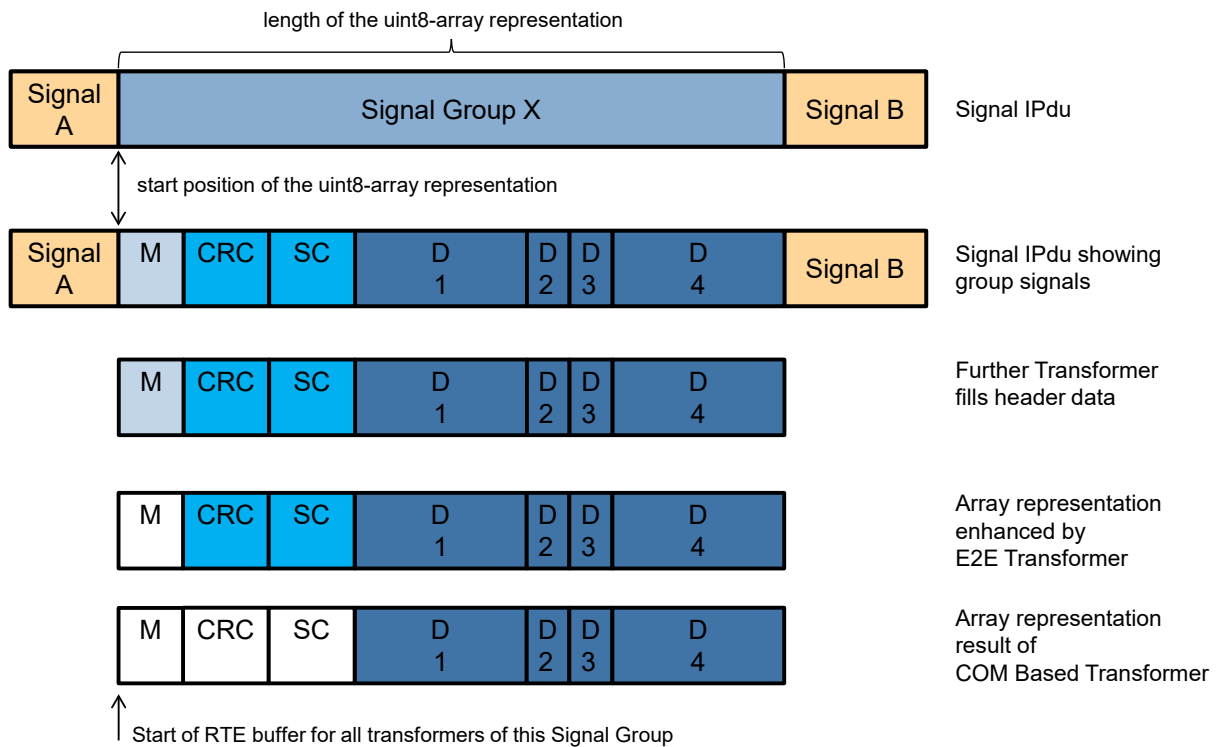 length of the uint8-array representation
Signal
A
Signal Group X
Signal B
Signal IPdu
start position of the uint8-array representation
Signal
A
M
CRC
SC
D
1
D
2
D
3
D
4
Signal B
Signal IPdu showing
group signals
M
CRC
SC
D
1
D
2
D
3
D
4
Further Transformer
fills header data
M
CRC
SC
D
1
D
2
D
3
D
4
Array representation
enhanced by
E2E Transformer
M
CRC
SC
D
1
D
2
D
3
D
4
Array representation
result of
COM Based Transformer
Start of RTE buffer for all transformers of this Signal Group